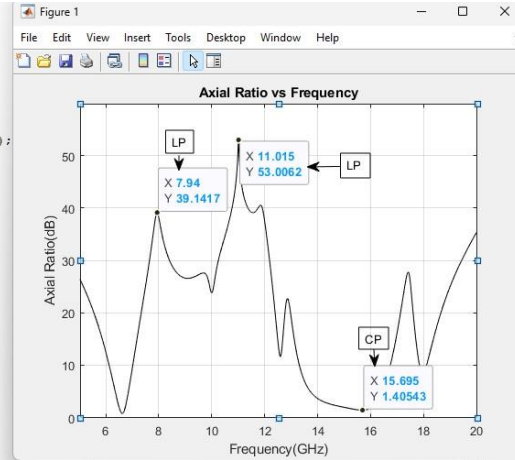 Figure 1
File Edit View Insert Tools Desktop Window Help
);
Axial Ratio vs Frequency
LP
X 7.94
Y 39.1417
X 11.015
Y 53.0062
LP
CP
X 15.695
Y 1.40543
Axial Ratio(dB)
50
40
30
20
10
0
6 8 10 12 14 16 18 20
Frequency(GHz)